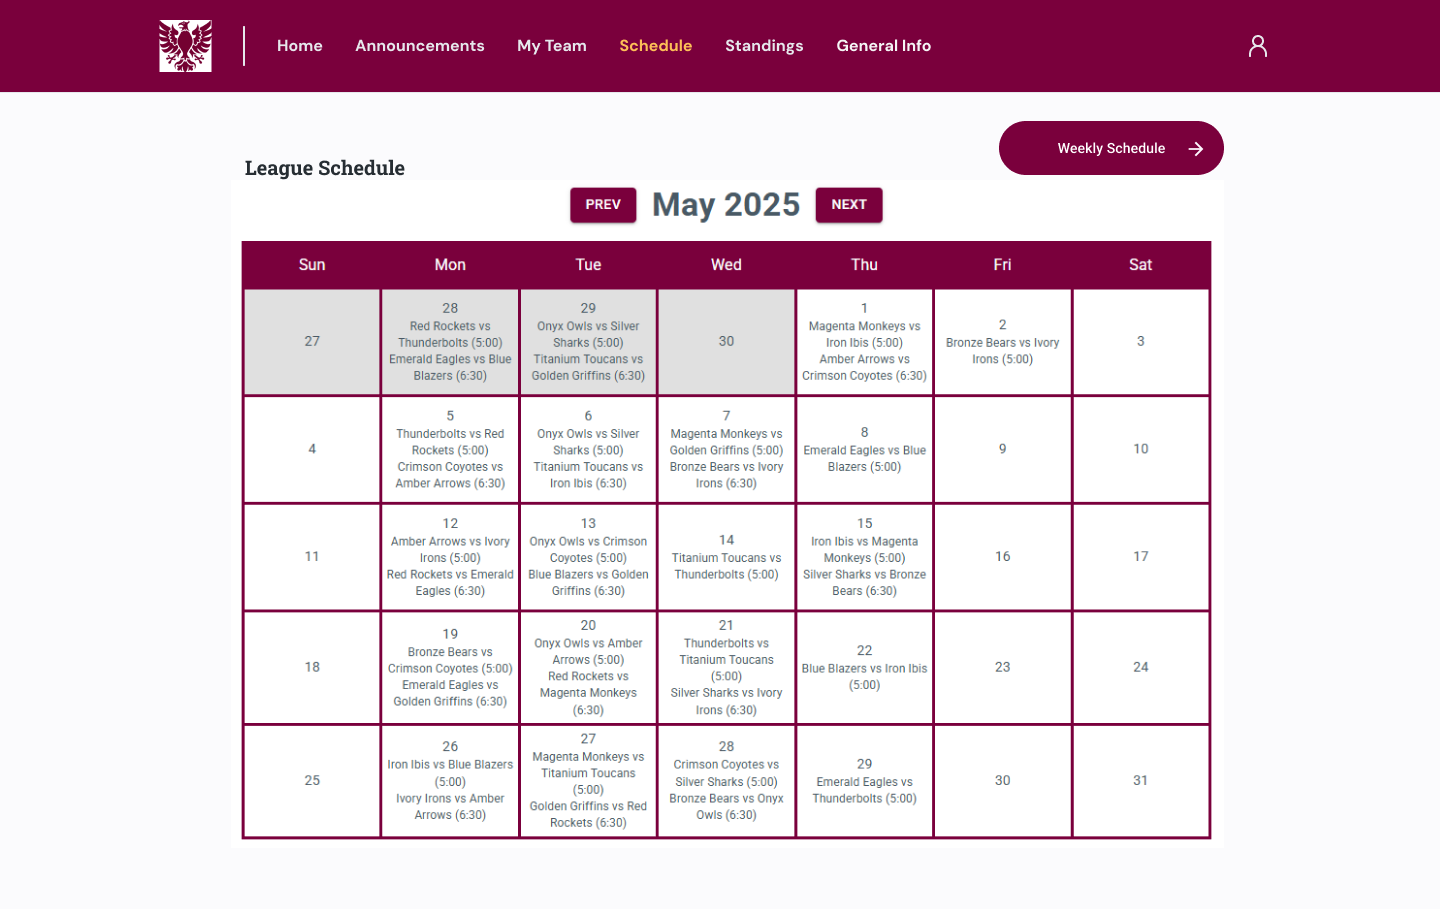 Home Announcements My Team Schedule Standings General Info
Weekly Schedule
League Schedule
PREV May 2025 NEXT
Sun Mon Tue Wed Thu Fri Sat
27
28
Red Rockets vs
Thunderbolts (5:00)
Emerald Eagles vs Blue
Blazers (6:30)
29
Onyx Owls vs Silver
Sharks (5:00)
Titanium Toucans vs
Golden Griffins (6:30)
30
1
Magenta Monkeys vs
Iron Ibis (5:00)
Amber Arrows vs
Crimson Coyotes (6:30)
2
Bronze Bears vs Ivory
Irons (5:00)
3
4
5
Thunderbolts vs Red
Rockets (5:00)
Crimson Coyotes vs
Amber Arrows (6:30)
6
Onyx Owls vs Silver
Sharks (5:00)
Titanium Toucans vs
Iron Ibis (6:30)
7
Magenta Monkeys vs
Golden Griffins (5:00)
Bronze Bears vs Ivory
Irons (6:30)
8
Emerald Eagles vs Blue
Blazers (5:00)
9
10
11
12
Amber Arrows vs Ivory
Irons (5:00)
Red Rockets vs Emerald
Eagles (6:30)
13
Onyx Owls vs Crimson
Coyotes (5:00)
Blue Blazers vs Golden
Griffins (6:30)
14
Titanium Toucans vs
Thunderbolts (5:00)
15
Iron Ibis vs Magenta
Monkeys (5:00)
Silver Sharks vs Bronze
Bears (6:30)
16
17
18
19
Bronze Bears vs
Crimson Coyotes (5:00)
Emerald Eagles vs
Golden Griffins (6:30)
20
Onyx Owls vs Amber
Arrows (5:00)
Red Rockets vs
Magenta Monkeys
(6:30)
21
Thunderbolts vs
Titanium Toucans
(5:00)
Silver Sharks vs Ivory
Irons (6:30)
22
Blue Blazers vs Iron Ibis
(5:00)
23
24
25
26
Iron Ibis vs Blue Blazers
(5:00)
Ivory Irons vs Amber
Arrows (6:30)
27
Magenta Monkeys vs
Titanium Toucans
(5:00)
Golden Griffins vs Red
Rockets (6:30)
28
Crimson Coyotes vs
Silver Sharks (5:00)
Bronze Bears vs Onyx
Owls (6:30)
29
Emerald Eagles vs
Thunderbolts (5:00)
30
31